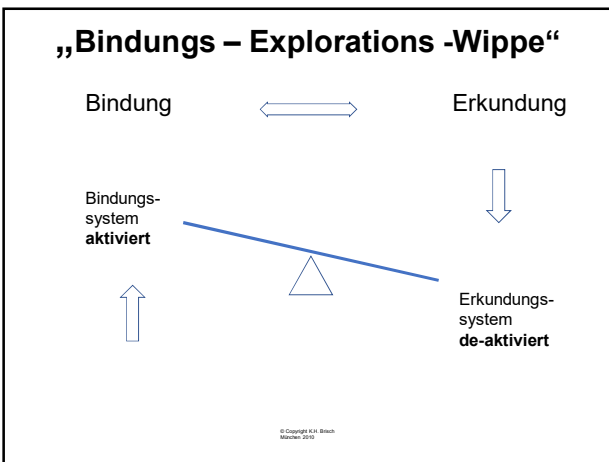 „Bindungs – Explorations -Wippe“
Bindung
Erkundung
Bindungs-
system
aktiviert
Erkundungs-
system
de-aktiviert
© Copyright K.H. Brisch
München 2010